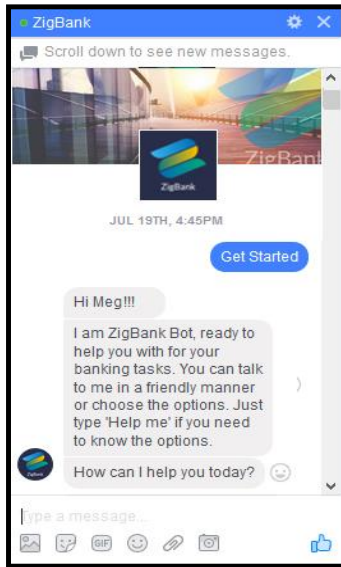 ZigBank
Scroll down to see new messages.
ZigBank
ZigBank
JUL 19TH, 4:45PM
Get Started
Hi Meg!!!
I am ZigBank Bot, ready to
help you with for your
banking tasks. You can talk
to me in a friendly manner
or choose the options. Just
type 'Help me' if you need
to know the options.
How can I help you today?
Type a message...
GIF